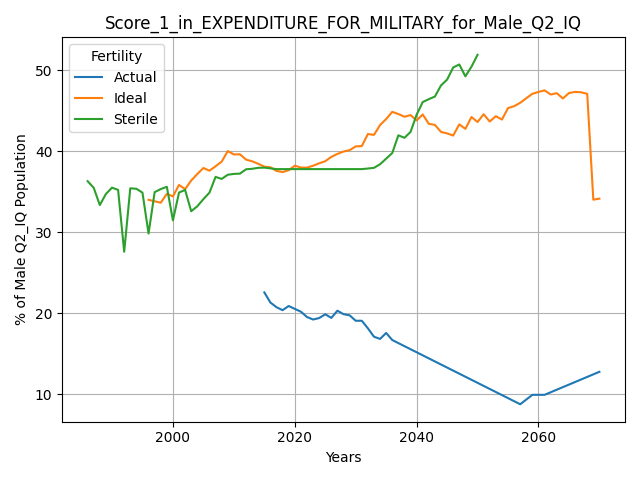 Score_1_in_EXPENDITURE_FOR_MILITARY_for_Male_Q2_IQ
Fertility
Actual
Ideal
Sterile
% of Male Q2_IQ Population
50
40
30
20
10
2000
2020
2040
2060
Years